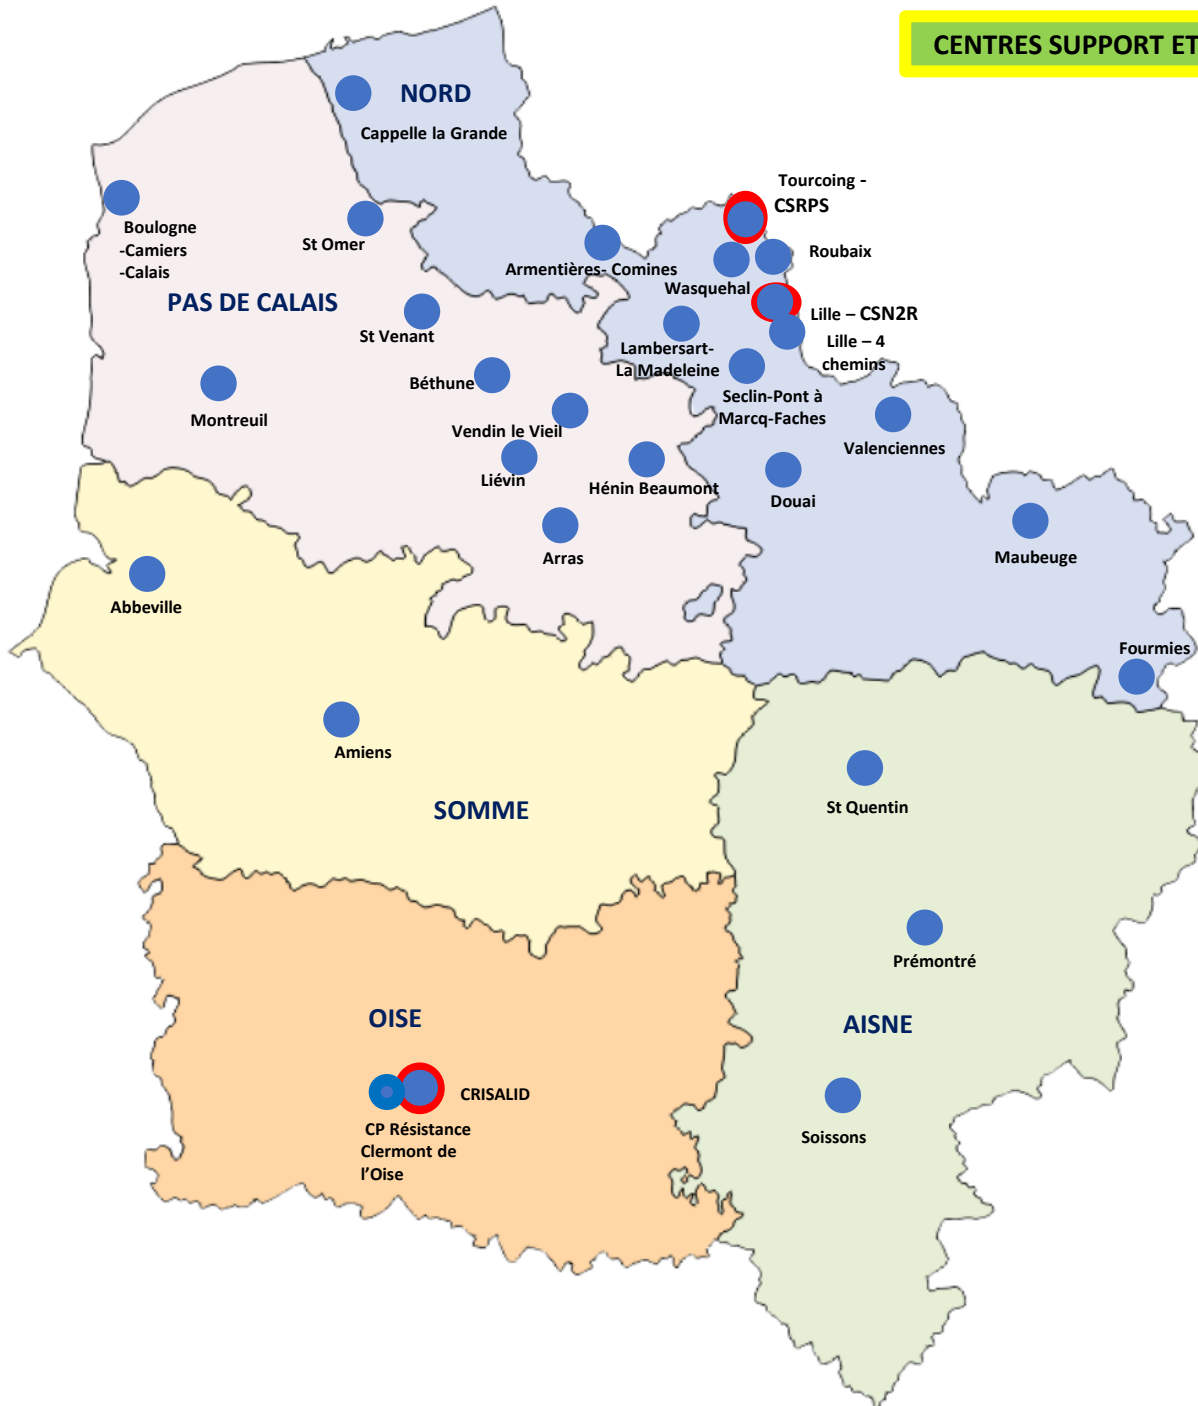 CENTRES SUPPORT ET
NORD
Cappelle la Grande
Tourcoing -
CSRPS
Boulogne
-Camiers
-Calais
St Omer
Armentières- Comines
Roubaix
Wasquehal
PAS DE CALAIS
Lille – CSN2R
St Venant
Lille – 4
chemins
Lambersart-
La Madeleine
Béthune
Seclin-Pont à
Marcq-Faches
Montreuil
Vendin le Vieil
Valenciennes
Liévin
Hénin Beaumont
Douai
Arras
Maubeuge
Abbeville
Fourmies
Amiens
SOMME
St Quentin
Prémontré
OISE
AISNE
CRISALID
CP Résistance
Clermont de
l’Oise
Soissons